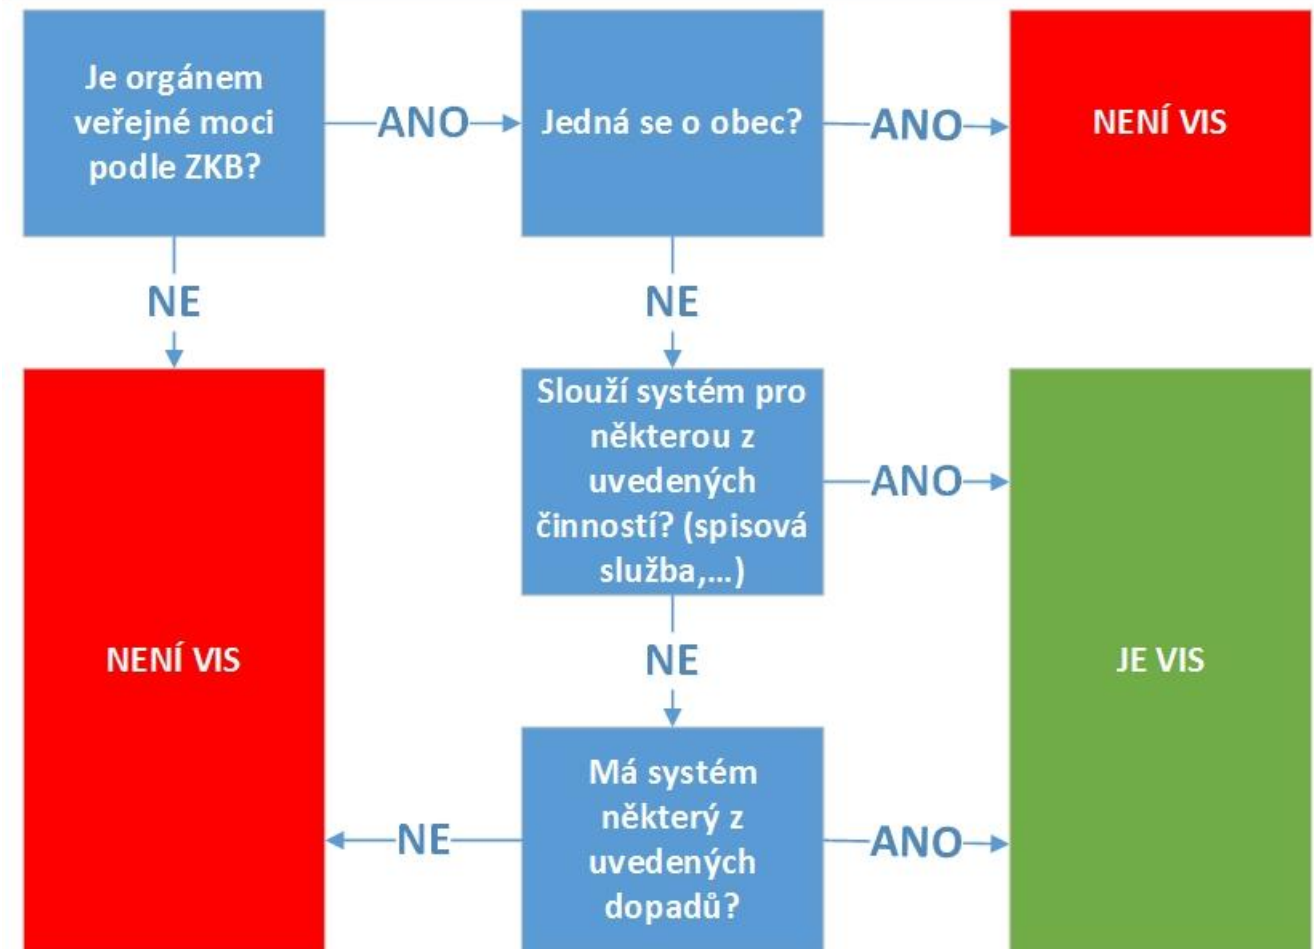 Je orgánem
veřejné moci
podle ZKB?
ANO
Jedná se o obec?
ANO
NENÍ VIS
NE
NE
Slouží systém pro
některou z
uvedených
činností? (spisová
služba,...)
ANO
NENÍ VIS
NE
JE VIS
Má systém
některý z
uvedených
dopadů?
NE
ANO